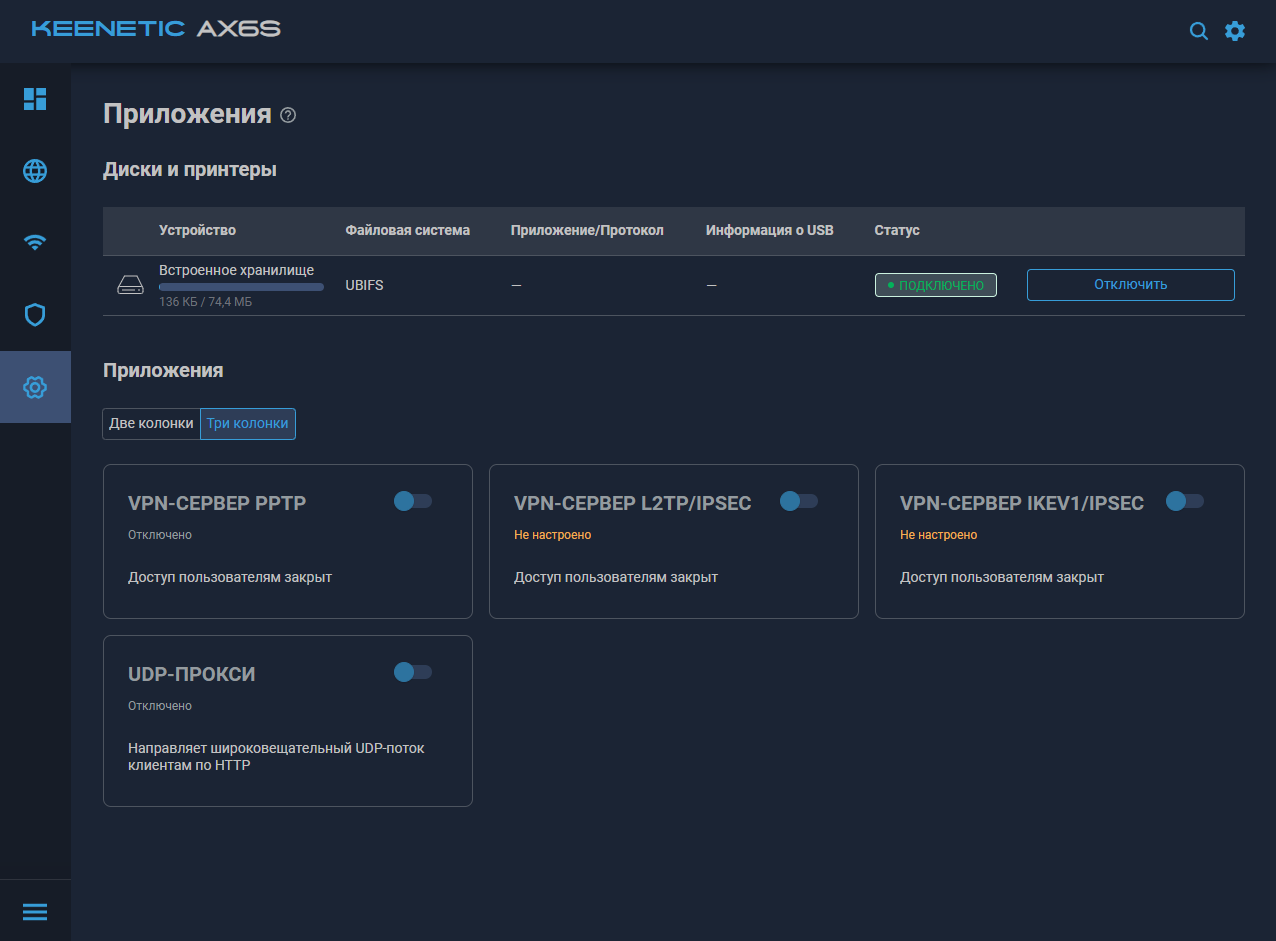 KEENETIC AX6S
Приложения
Диски и принтеры
Устройство Файловая система Приложение/Протокол Информация о USB Статус
Встроенное хранилище
136 КБ / 74,4 МБ
UBIFS — — ПОДКЛЮЧЕНО Отключить
Приложения
Две колонки Три колонки
VPN-СЕРВЕР PPTP
Отключено
Доступ пользователям закрыт
VPN-СЕРВЕР L2TP/IPSEC
Не настроено
Доступ пользователям закрыт
VPN-СЕРВЕР IKEV1/IPSEC
Не настроено
Доступ пользователям закрыт
UDP-ПРОКСИ
Отключено
Направляет широковещательный UDP-поток
клиентам по HTTP